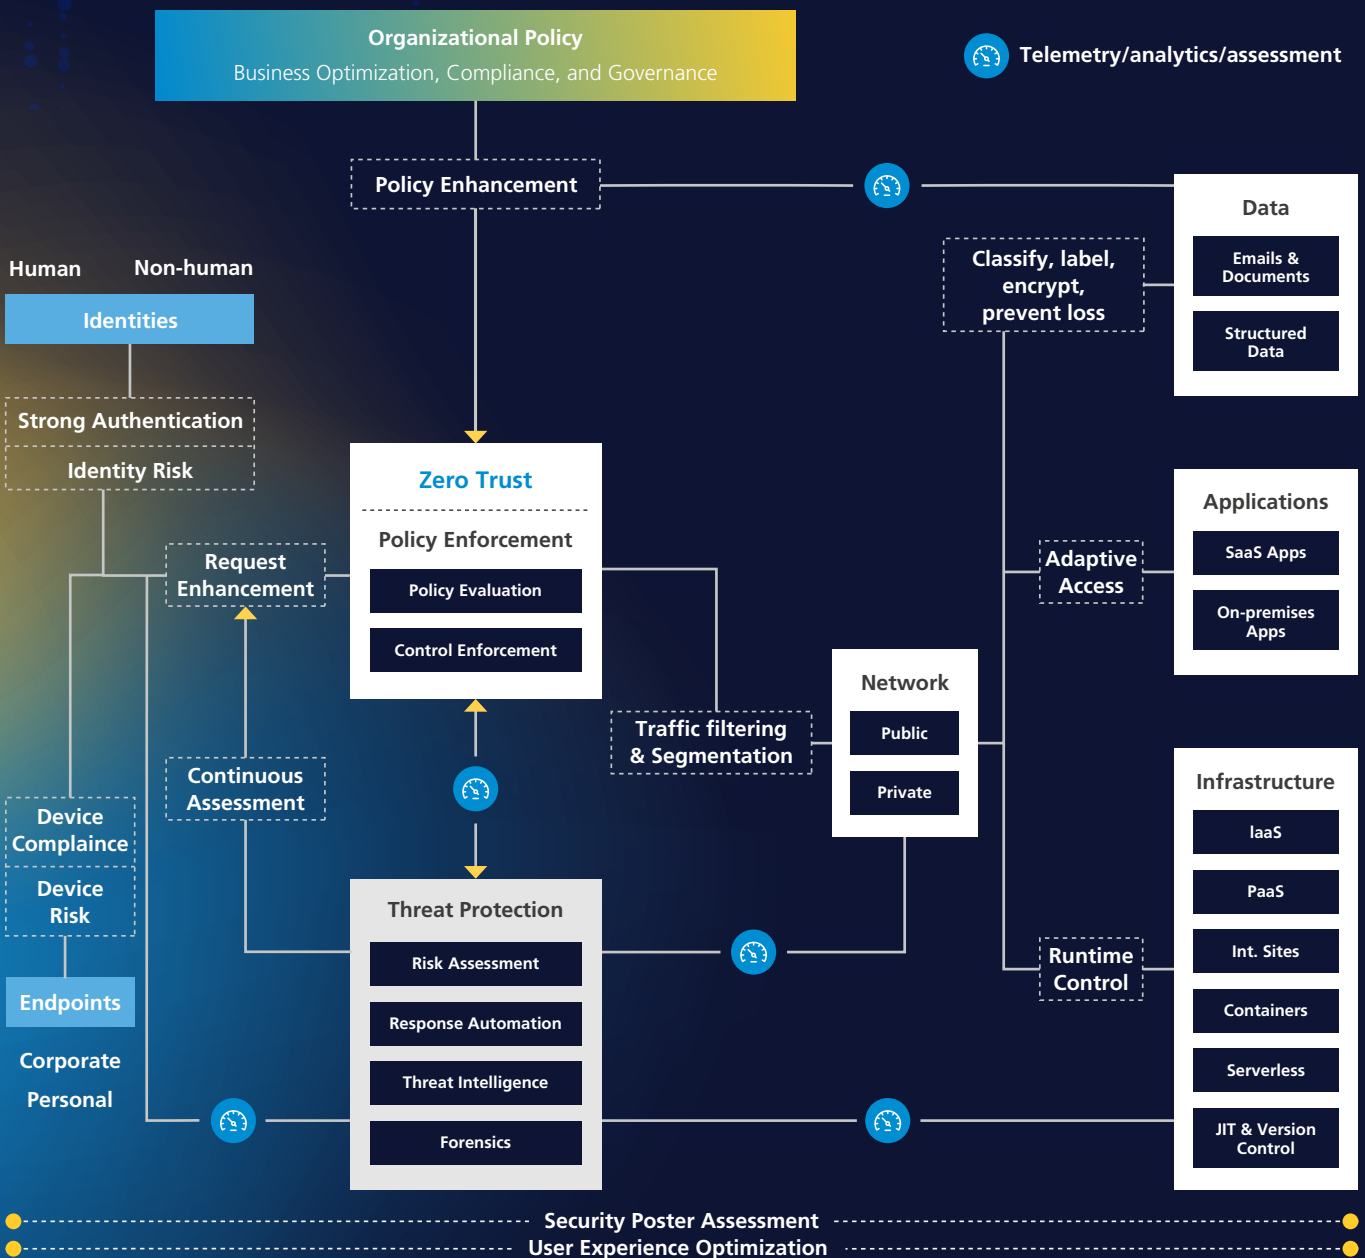 Organizational Policy
Business Optimization, Compliance, and Governance
Telemetry/analytics/assessment
Policy Enhancement
Data
Emails &
Documents
Structured
Data
Classify, label,
encrypt,
prevent loss
Human
Non-human
Identities
Strong Authentication
Identity Risk
Zero Trust
Policy Enforcement
Policy Evaluation
Control Enforcement
Request
Enhancement
Adaptive
Access
Applications
SaaS Apps
On-premises
Apps
Network
Public
Private
Traffic filtering
& Segmentation
Continuous
Assessment
Device
Complaince
Device
Risk
Endpoints
Corporate
Personal
Threat Protection
Risk Assessment
Response Automation
Threat Intelligence
Forensics
Runtime
Control
Infrastructure
IaaS
PaaS
Int. Sites
Containers
Serverless
JIT & Version
Control
Security Poster Assessment
User Experience Optimization